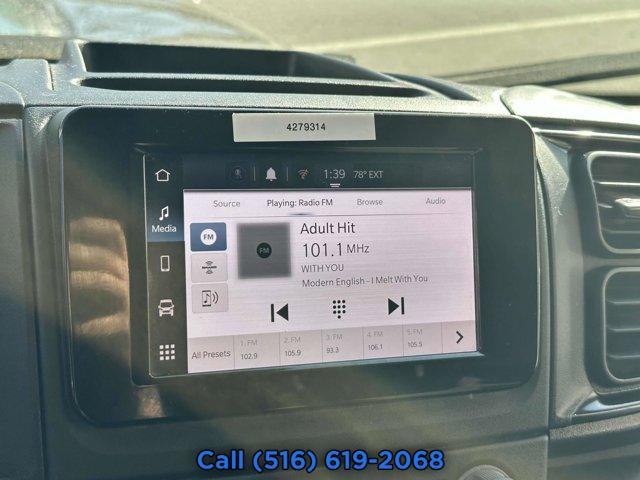 4279314
1:39 78° EXT
Source Playing: Radio FM Browse Audio
Media
FM FM
Adult Hit
101.1 MHz
WITH YOU
Modern English - I Melt With You
SiriusXM
All Presets
1. FM 2. FM 3. FM 4. FM 5. FM
102.9 105.9 93.3 106.1 105.5
Call (516) 619-2068